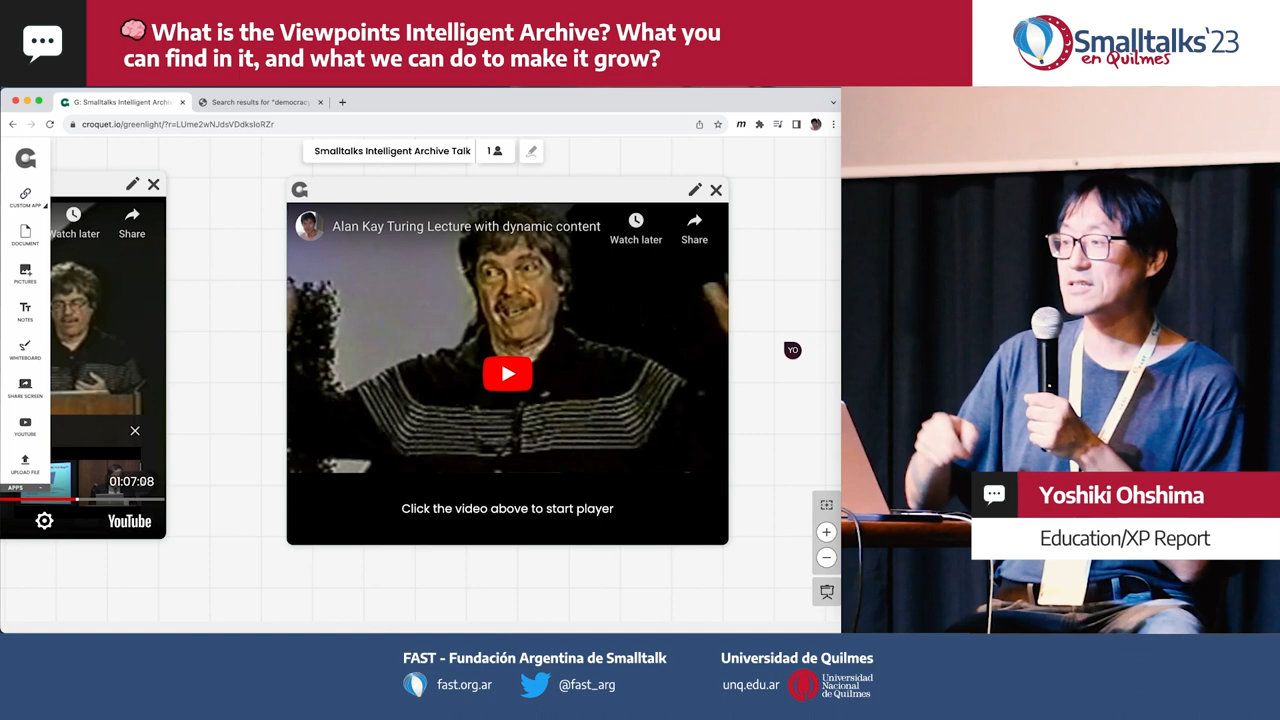 🧠 What is the Viewpoints Intelligent Archive? What you
can find in it, and what we can do to make it grow?
Smalltalks'23
en Quilmes
G: Smalltalks Intelligent Archi
Search results for "democrac
croquet.io/greenlight/?r=LUme2wNJdsVDdksIoRZr
Smalltalks Intelligent Archive Talk
1
CUSTOM APP
DOCUMENT
PICTURES
NOTES
WHITEBOARD
SHARE SCREEN
YOUTUBE
UPLOAD FILE
APPS
Watch later
Share
01:07:08
YouTube
Alan Kay Turing Lecture with dynamic content
Watch later
Share
Click the video above to start player
YO
Yoshiki Ohshima
Education/XP Report
FAST - Fundación Argentina de Smalltalk
fast.org.ar
@fast_arg
Universidad de Quilmes
unq.edu.ar
Universidad
Nacional
de Quilmes